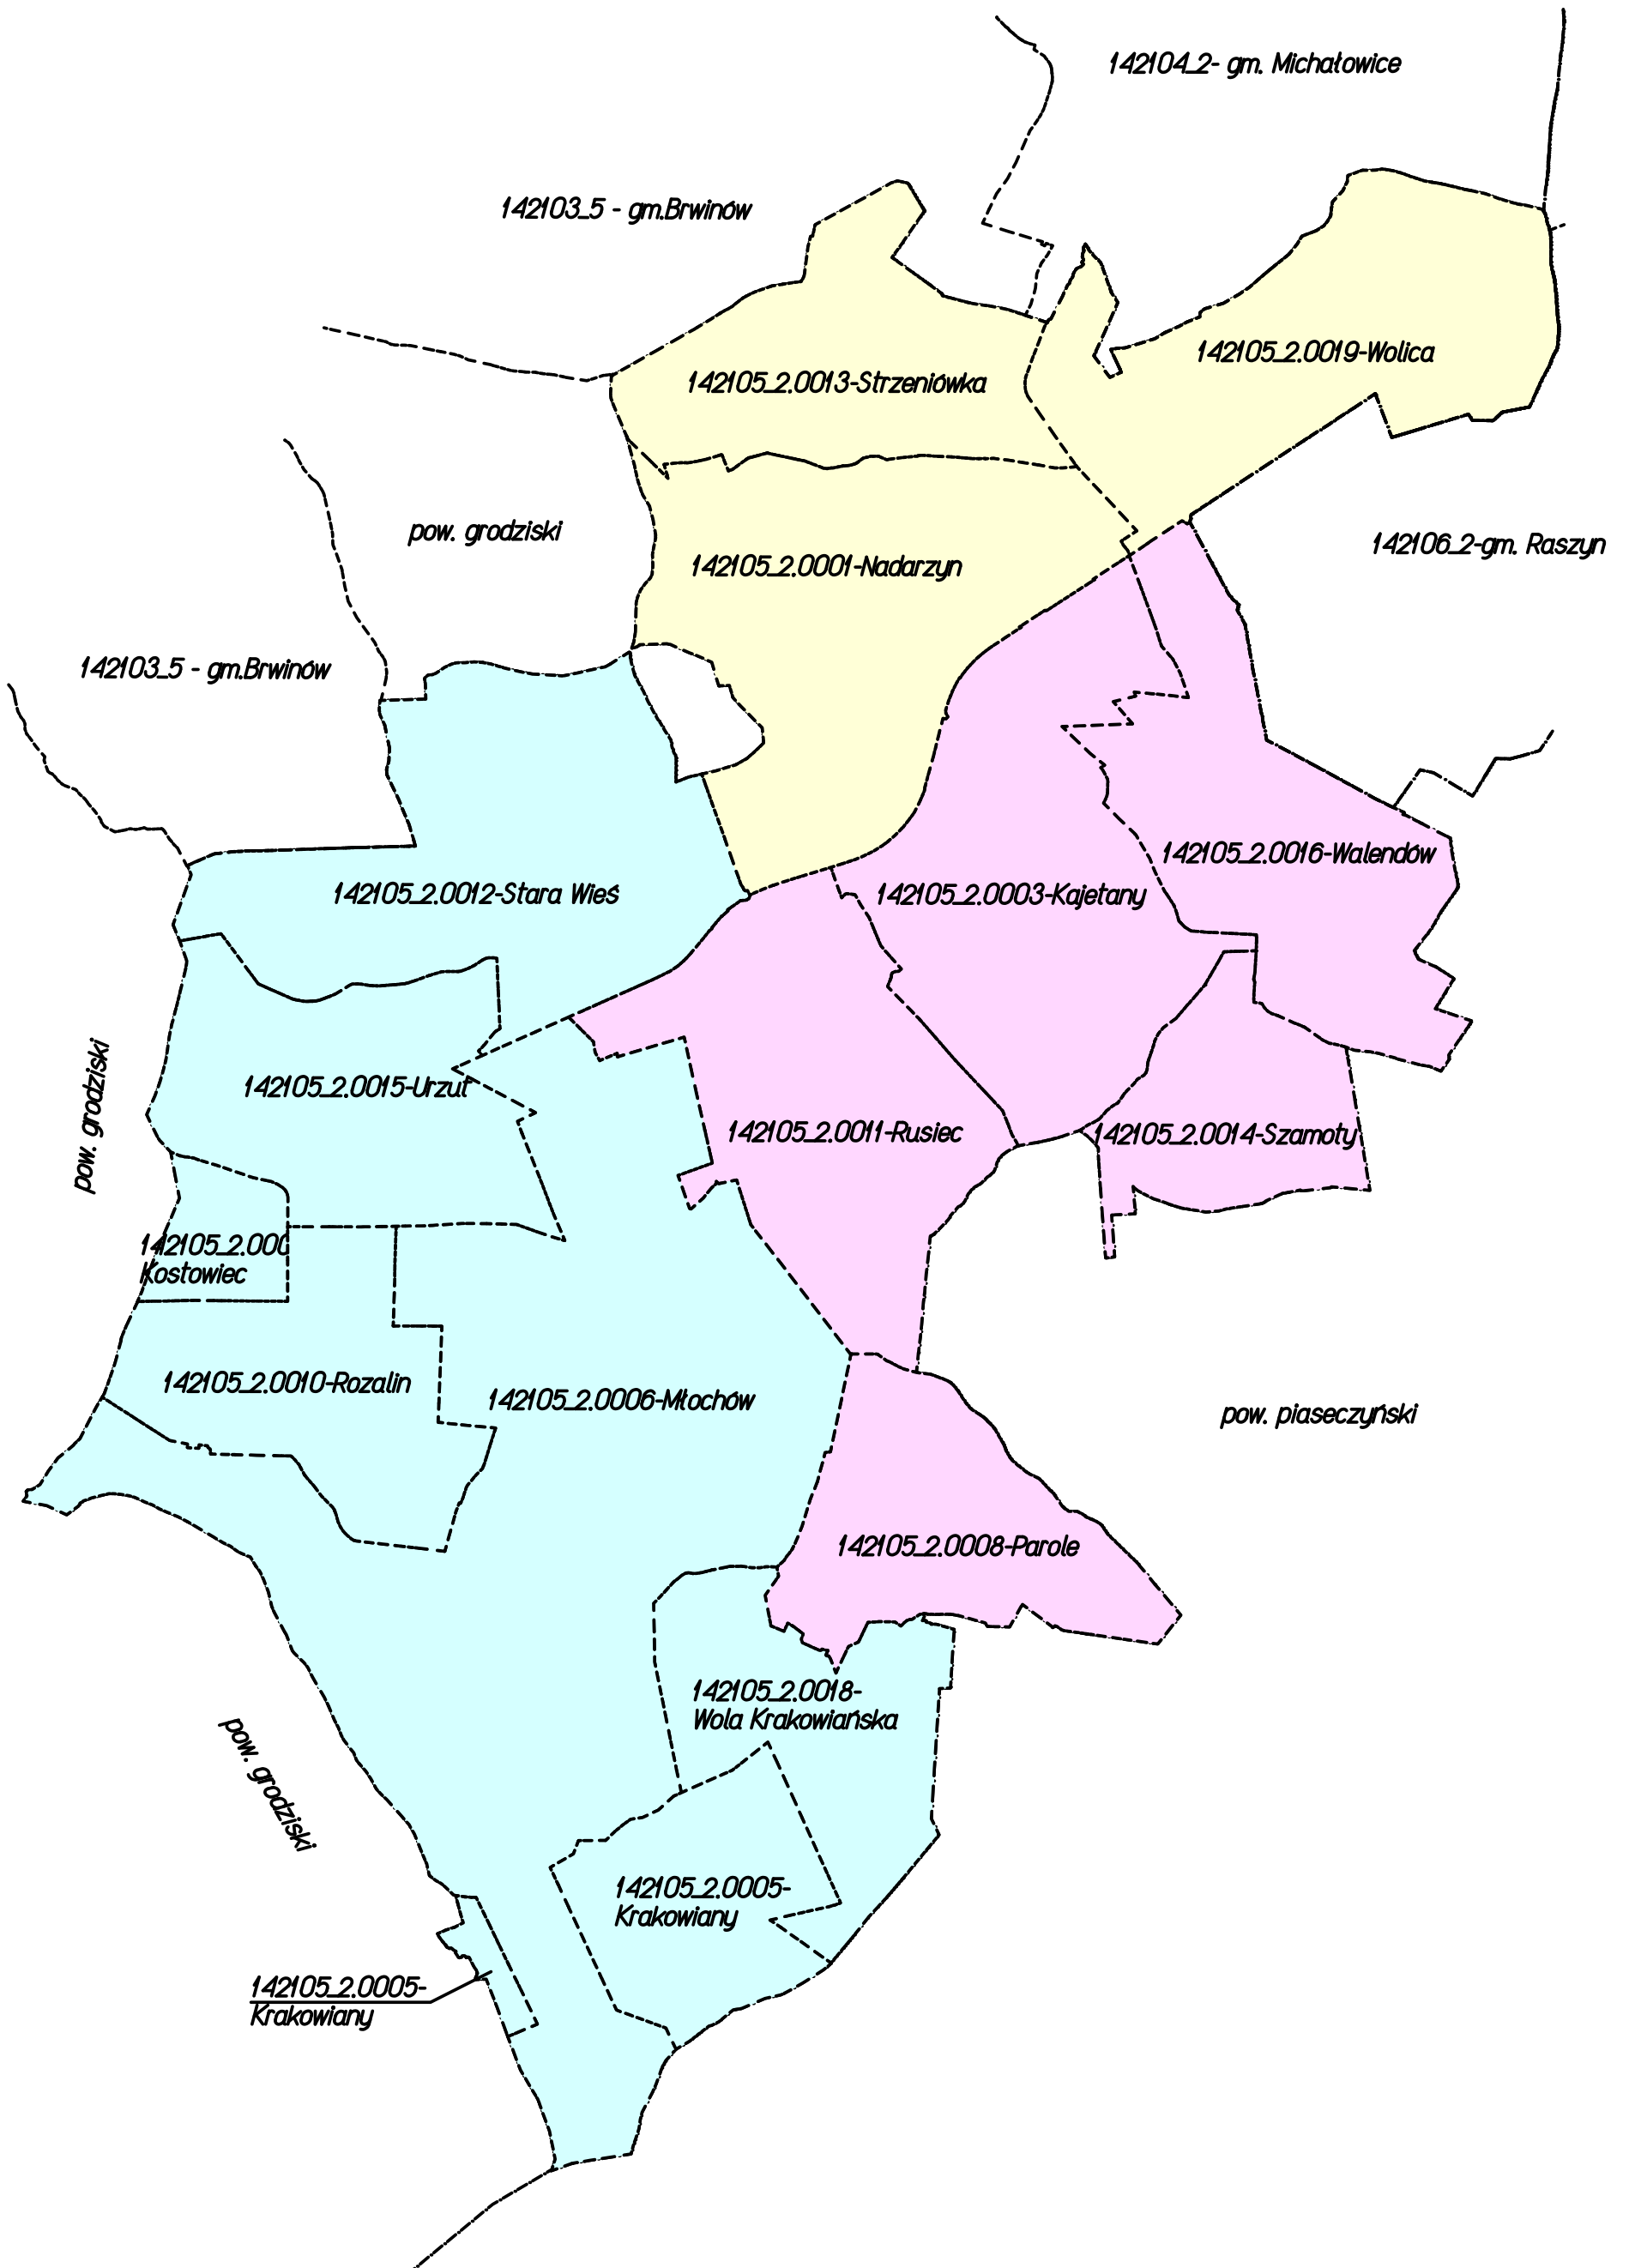 142104_2- gm. Michałowice
142103_5 - gm.Brwinów
142105_2.0019-Wolica
142105_2.0013-Strzeniówka
pow. grodziski
142106_2-gm. Raszyn
142105_2.0001-Nadarzyn
142103_5 - gm.Brwinów
142105_2.0016-Walendów
142105_2.0012-Stara Wieś
142105_2.0003-Kajetany
pow. grodziski
142105_2.0015-Urzut
142105_2.0011-Rusiec
142105_2.0014-Szamoty
142105_2.000
Kostowiec
142105_2.0010-Rozalin
142105_2.0006-Młochów
pow. piaseczyński
142105_2.0008-Parole
142105_2.0018-
Wola Krakowiańska
pow. grodziski
142105_2.0005-
Krakowiany
142105_2.0005-
Krakowiany